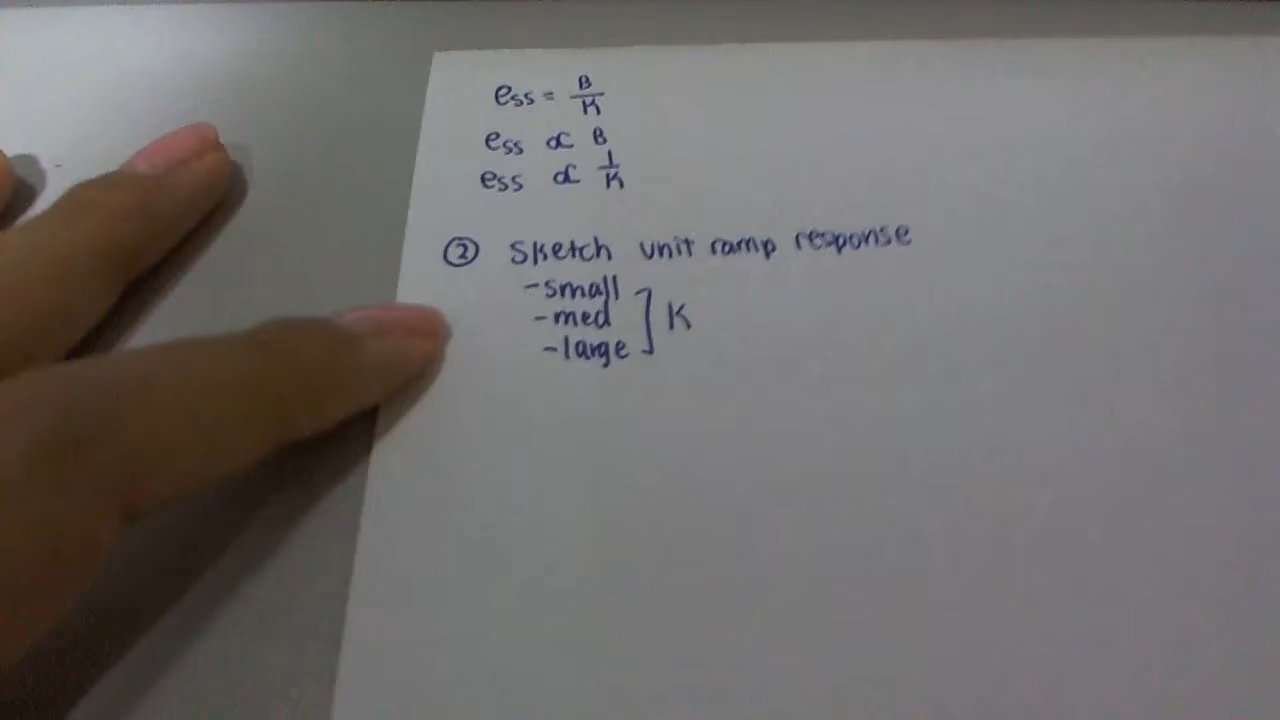 ess = B/K
ess ∝ B
ess ∝ 1/K
② Sketch unit ramp response
-small
-med ] K
-large